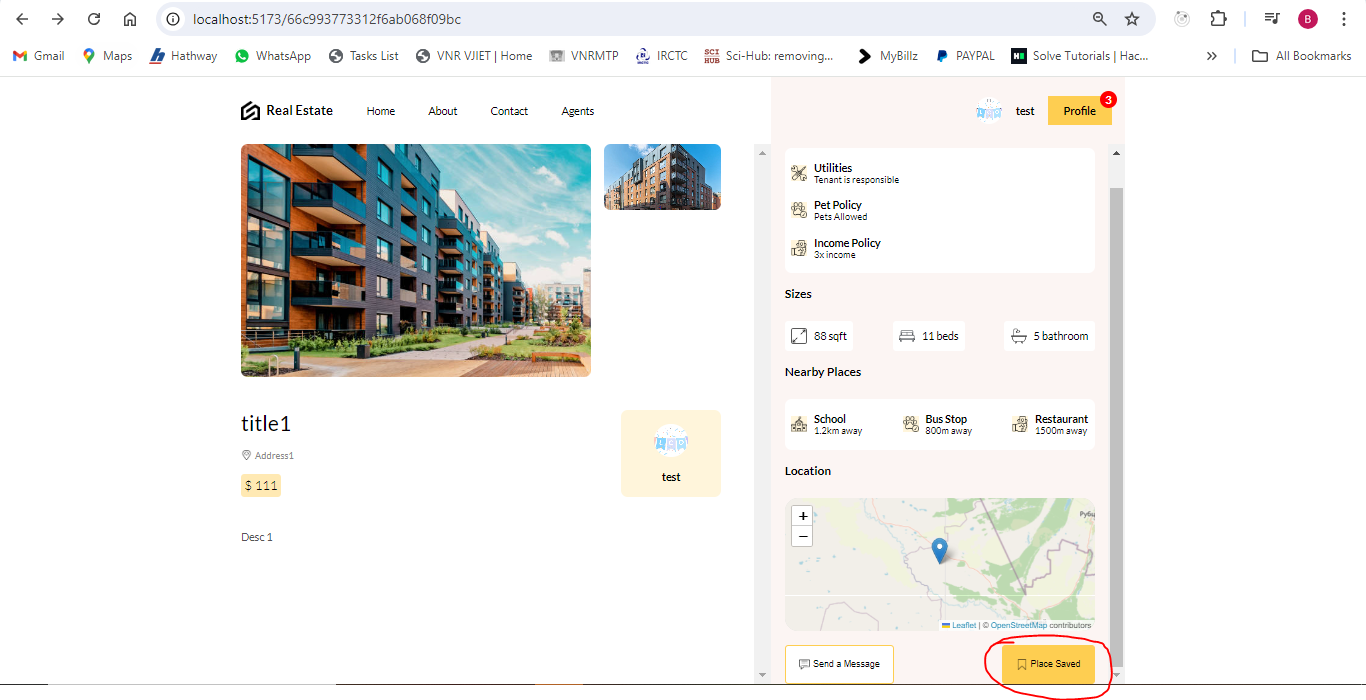 localhost:5173/66c993773312f6ab068f09bc
B
Gmail Maps Hathway WhatsApp Tasks List VNR VJIET | Home VNRMTP IRCTC SCI HUB Sci-Hub: removing... MyBillz PAYPAL Solve Tutorials | Hac... All Bookmarks
Real Estate Home About Contact Agents test Profile 3
Utilities
Tenant is responsible
Pet Policy
Pets Allowed
Income Policy
3x income
Sizes
88 sqft 11 beds 5 bathroom
Nearby Places
School Bus Stop Restaurant
1.2km away 800m away 1500m away
title1
Address1
$ 111
test
Desc 1
Location
+
−
Рубц
Leaflet | © OpenStreetMap contributors
Send a Message Place Saved